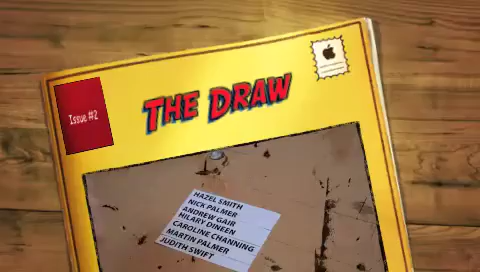 Issue #2
THE DRAW
HAZEL SMITH
NICK PALMER
ANDREW GAIR
HILARY DINEEN
CAROLINE CHANNING
MARTIN PALMER
JUDITH SWIFT